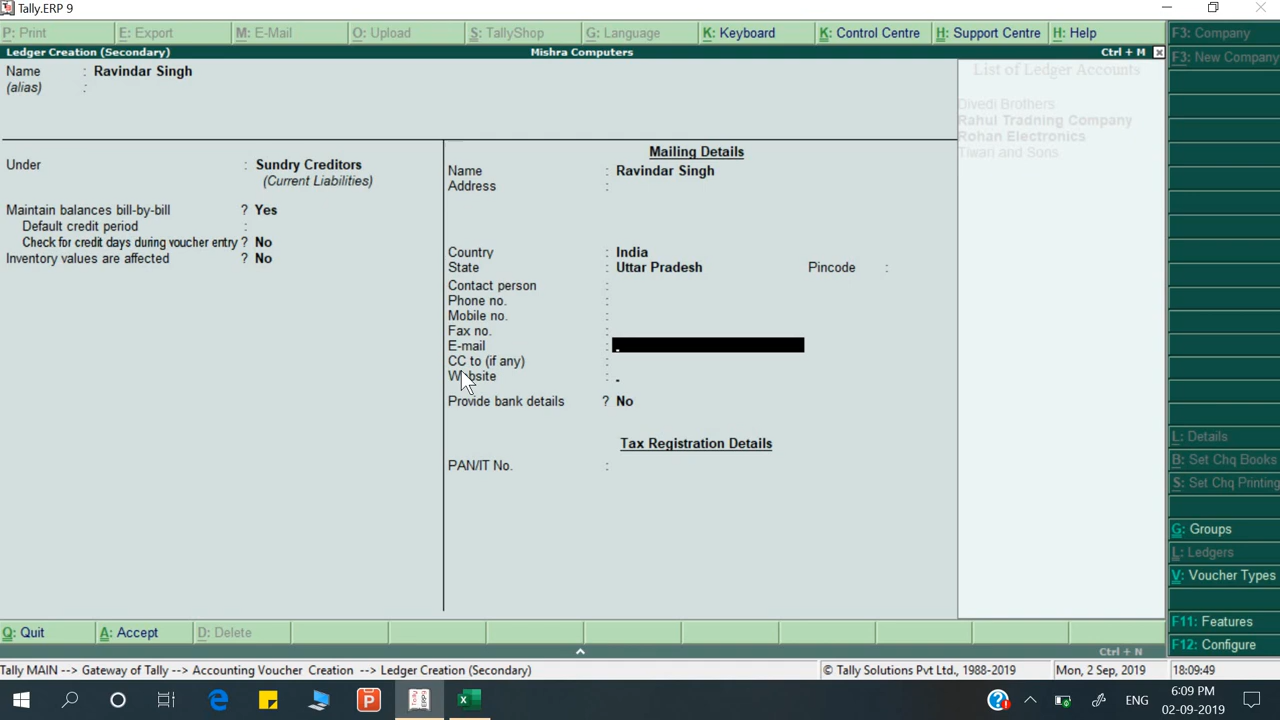 Tally.ERP 9
P: Print E: Export M: E-Mail O: Upload S: TallyShop G: Language K: Keyboard K: Control Centre H: Support Centre H: Help
F3: Company
Ledger Creation (Secondary) Mishra Computers Ctrl + M
F3: New Company
Name : Ravindar Singh
(alias) :
List of Ledger Accounts
Divedi Brothers
Rahul Tradning Company
Rohan Electronics
Tiwari and Sons
Under : Sundry Creditors
(Current Liabilities)
Maintain balances bill-by-bill ? Yes
Default credit period :
Check for credit days during voucher entry ? No
Inventory values are affected ? No
Mailing Details
Name : Ravindar Singh
Address :
Country : India
State : Uttar Pradesh Pincode :
Contact person :
Phone no. :
Mobile no. :
Fax no. :
E-mail :
CC to (if any) :
Website :
Provide bank details ? No
Tax Registration Details
PAN/IT No. :
L: Details
B: Set Chq Books
S: Set Chq Printing
G: Groups
L: Ledgers
V: Voucher Types
F11: Features
F12: Configure
Q: Quit A: Accept D: Delete
Ctrl + N
Tally MAIN --> Gateway of Tally --> Accounting Voucher Creation --> Ledger Creation (Secondary) © Tally Solutions Pvt Ltd., 1988-2019 Mon, 2 Sep, 2019 18:09:49
ENG
6:09 PM
02-09-2019